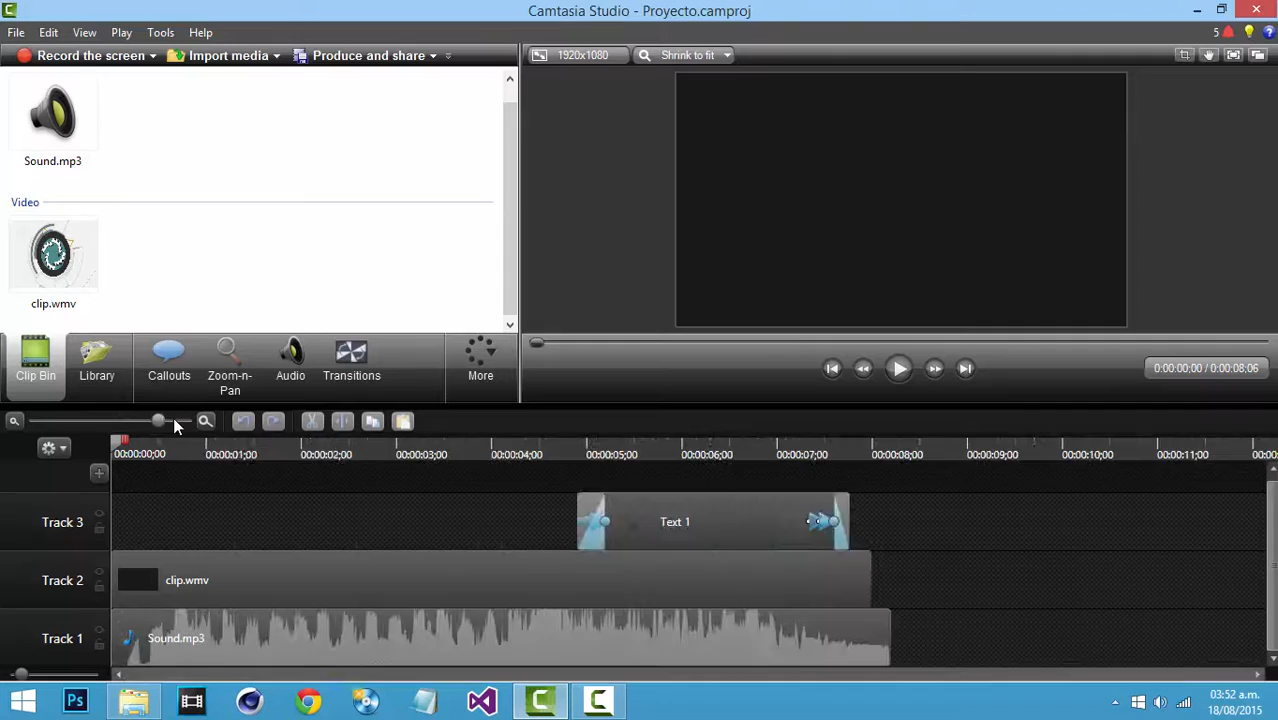 Camtasia Studio - Proyecto.camproj
File Edit View Play Tools Help
5
Record the screen Import media Produce and share
1920x1080 Shrink to fit
Sound.mp3
Video
clip.wmv
Clip Bin Library Callouts Zoom-n-Pan Audio Transitions More
0:00:00;00 / 0:00:08;06
00:00:00;00 00:00:01;00 00:00:02;00 00:00:03;00 00:00:04;00 00:00:05;00 00:00:06;00 00:00:07;00 00:00:08;00 00:00:09;00 00:00:10;00 00:00:11;00 00:00
Track 3 Text 1
Track 2 clip.wmv
Track 1 Sound.mp3
Ps
03:52 a.m.
18/08/2015